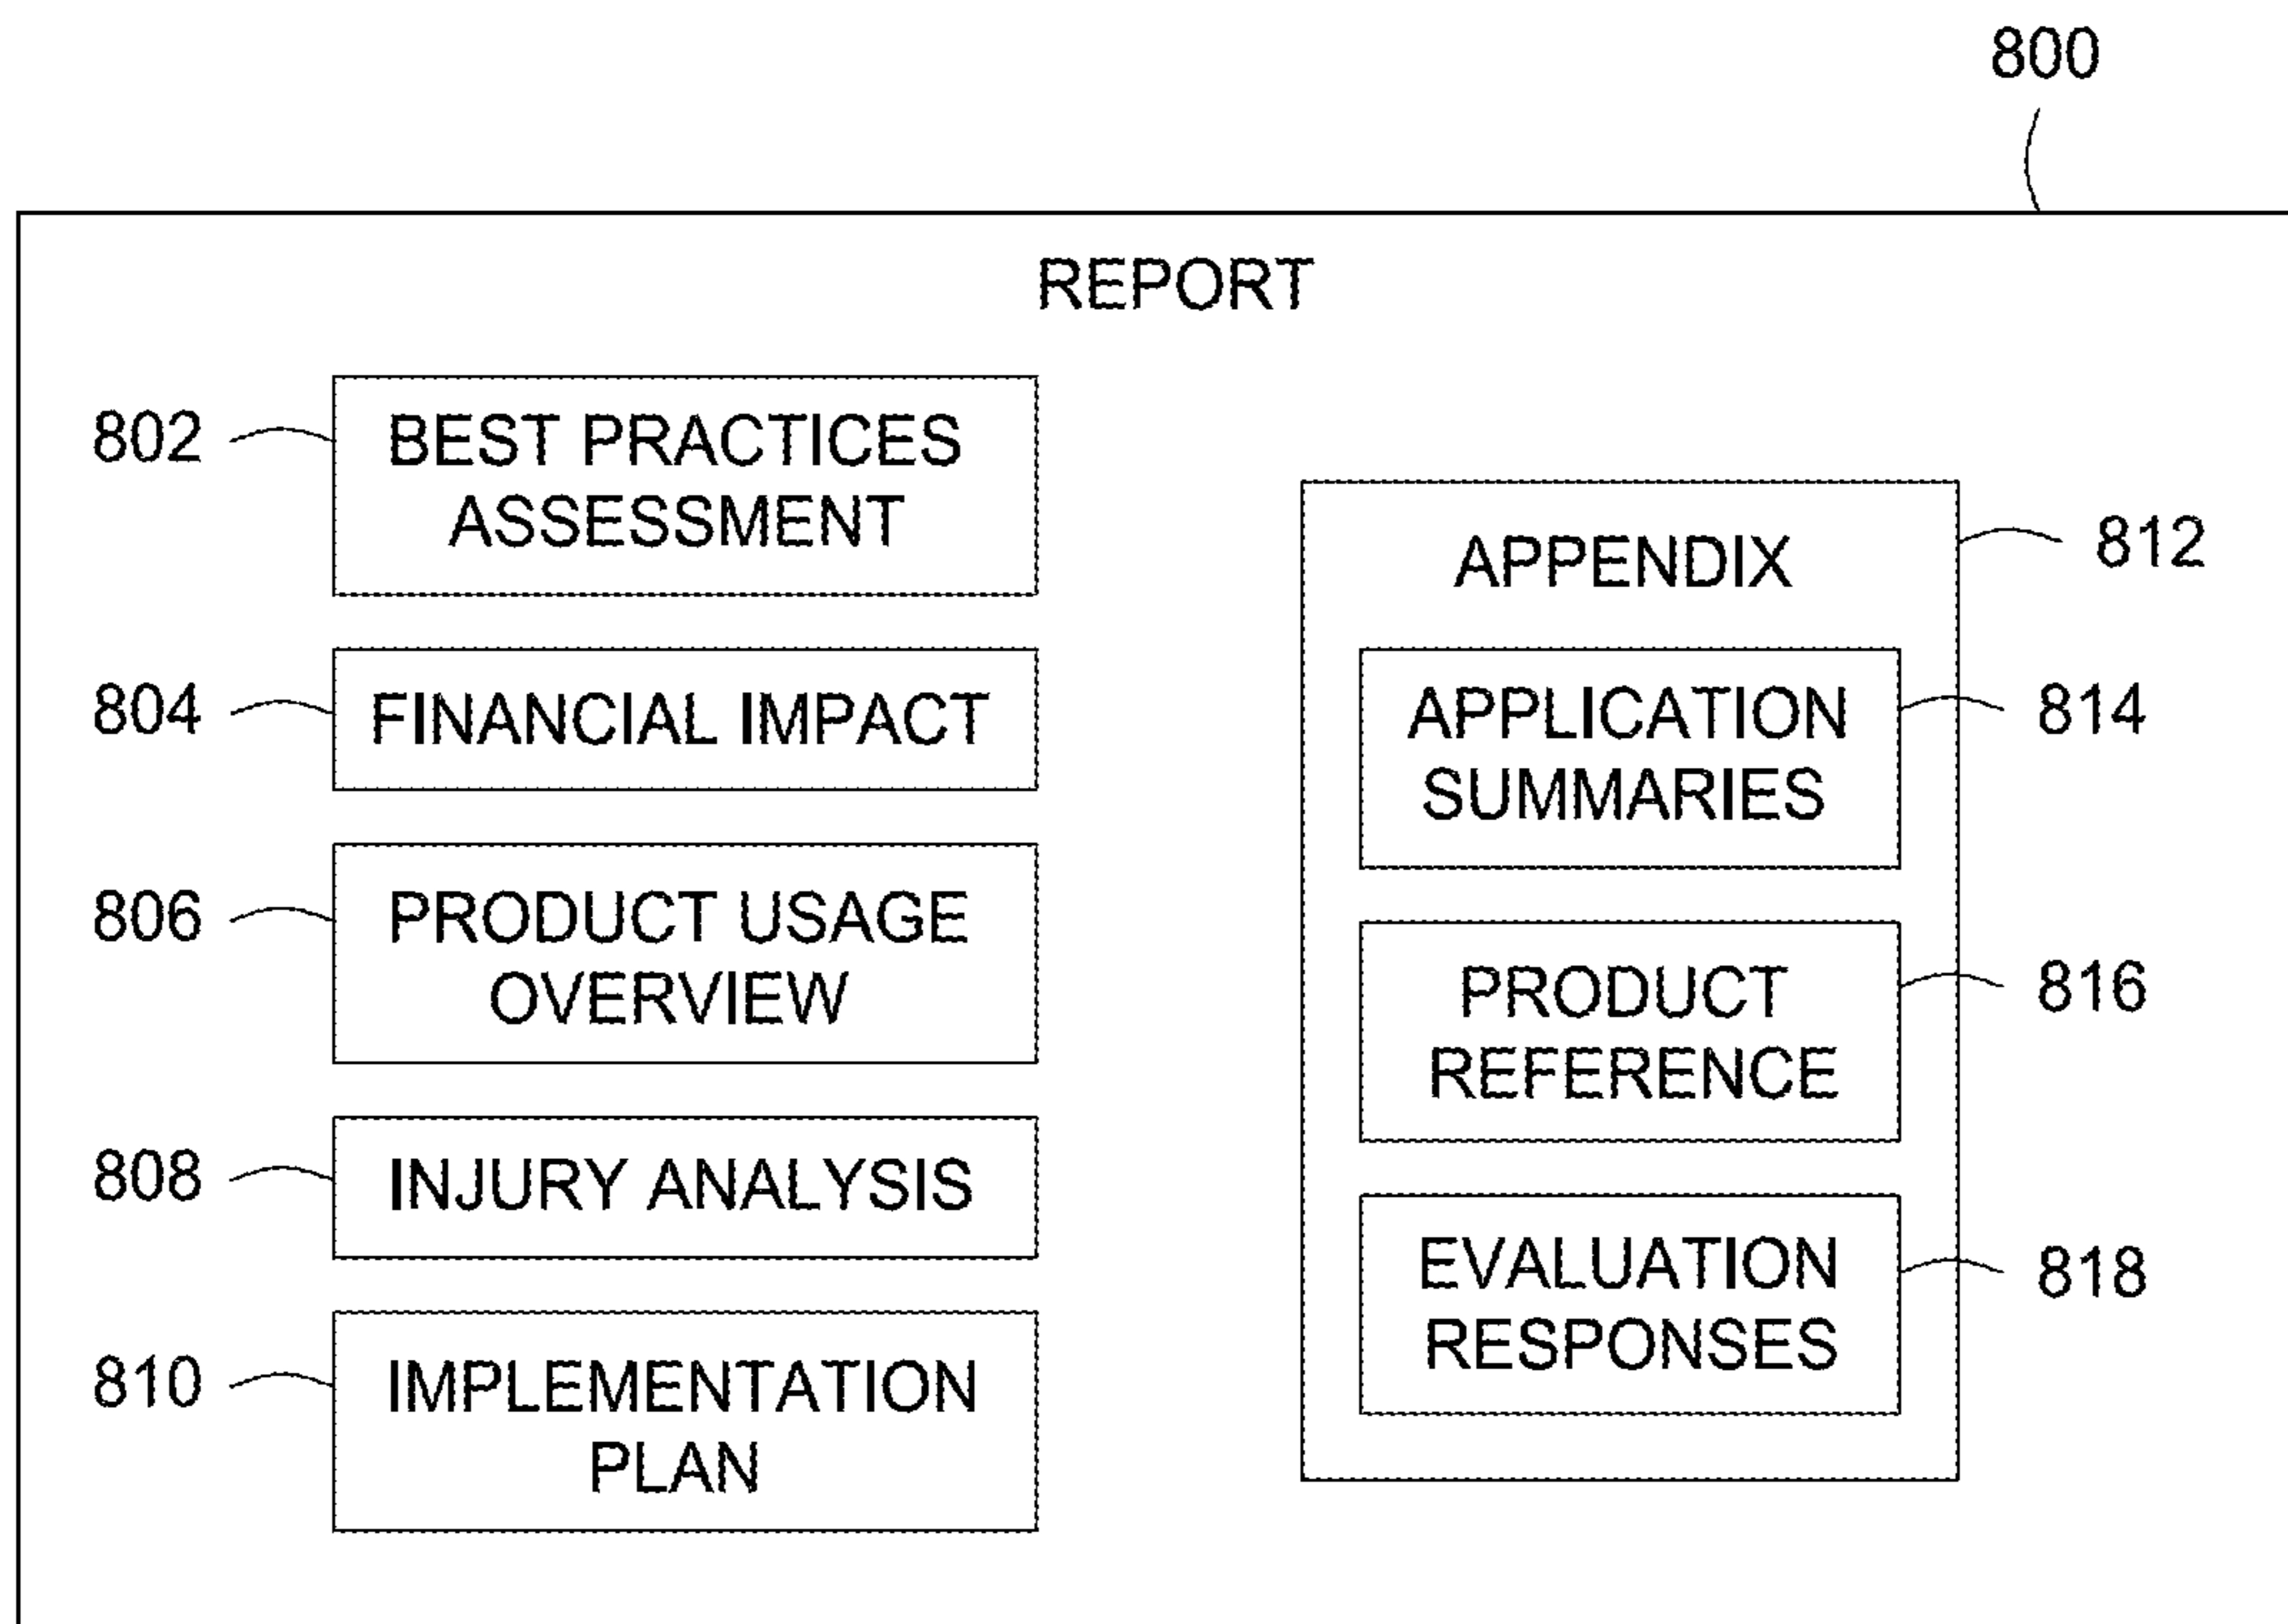 800
REPORT
802
BEST PRACTICES
ASSESSMENT
804
FINANCIAL IMPACT
806
PRODUCT USAGE
OVERVIEW
808
INJURY ANALYSIS
810
IMPLEMENTATION
PLAN
APPENDIX
812
APPLICATION
SUMMARIES
814
PRODUCT
REFERENCE
816
EVALUATION
RESPONSES
818